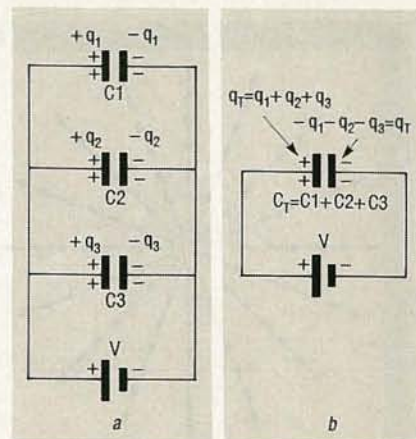 +q₁ −q₁
+ −
+ −
C1
+q₂ −q₂
+ −
+ −
C2
+q₃ −q₃
+ −
+ −
C3
V
+ −
a
qT=q₁+q₂+q₃
−q₁−q₂−q₃=qT
+ −
+ −
CT=C1+C2+C3
V
+ −
b